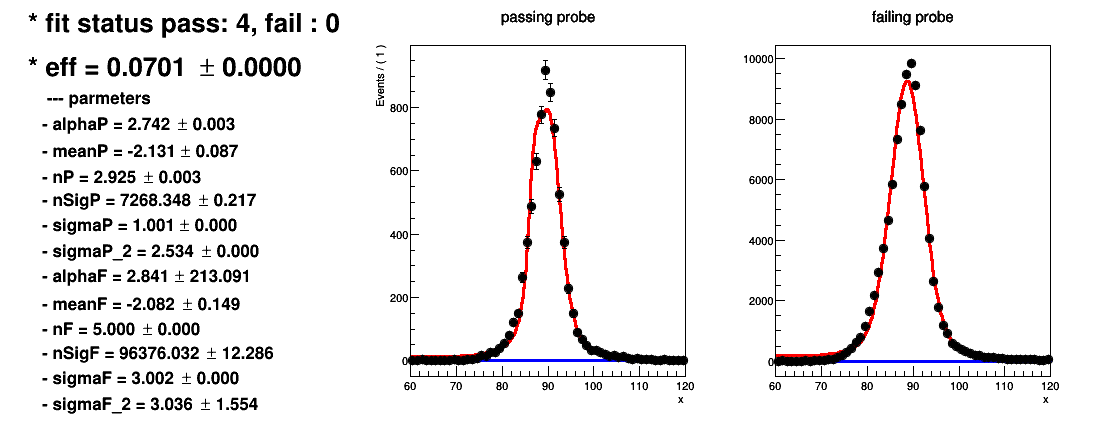 * fit status pass: 4, fail : 0
* eff = 0.0701 ± 0.0000
--- parmeters
- alphaP = 2.742 ± 0.003
- meanP = -2.131 ± 0.087
- nP = 2.925 ± 0.003
- nSigP = 7268.348 ± 0.217
- sigmaP = 1.001 ± 0.000
- sigmaP_2 = 2.534 ± 0.000
- alphaF = 2.841 ± 213.091
- meanF = -2.082 ± 0.149
- nF = 5.000 ± 0.000
- nSigF = 96376.032 ± 12.286
- sigmaF = 3.002 ± 0.000
- sigmaF_2 = 3.036 ± 1.554
passing probe
Events / ( 1 )
800
600
400
200
0
60 70 80 90 100 110 120
x
failing probe
10000
8000
6000
4000
2000
0
60 70 80 90 100 110 120
x